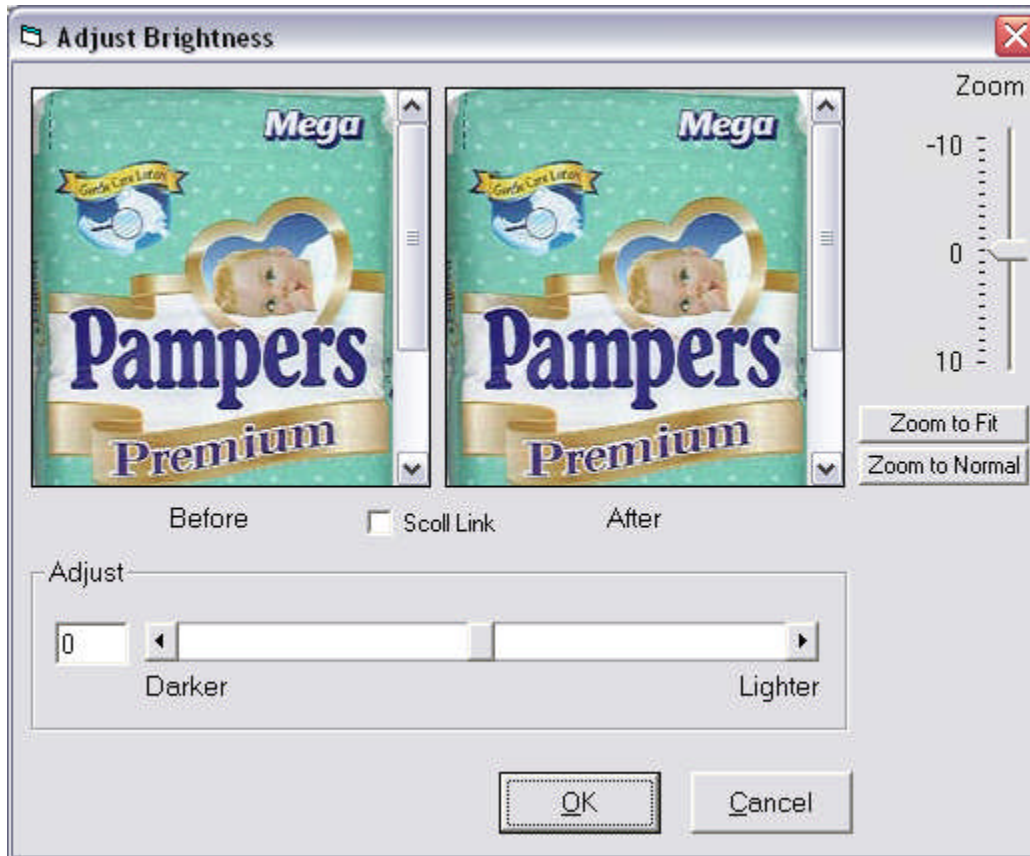 Adjust Brightness
Mega
Gentle Care Lotion
Pampers
Premium
Mega
Gentle Care Lotion
Pampers
Premium
Zoom
-10
0
10
Zoom to Fit
Zoom to Normal
Before
Scoll Link
After
Adjust
0
Darker
Lighter
OK
Cancel